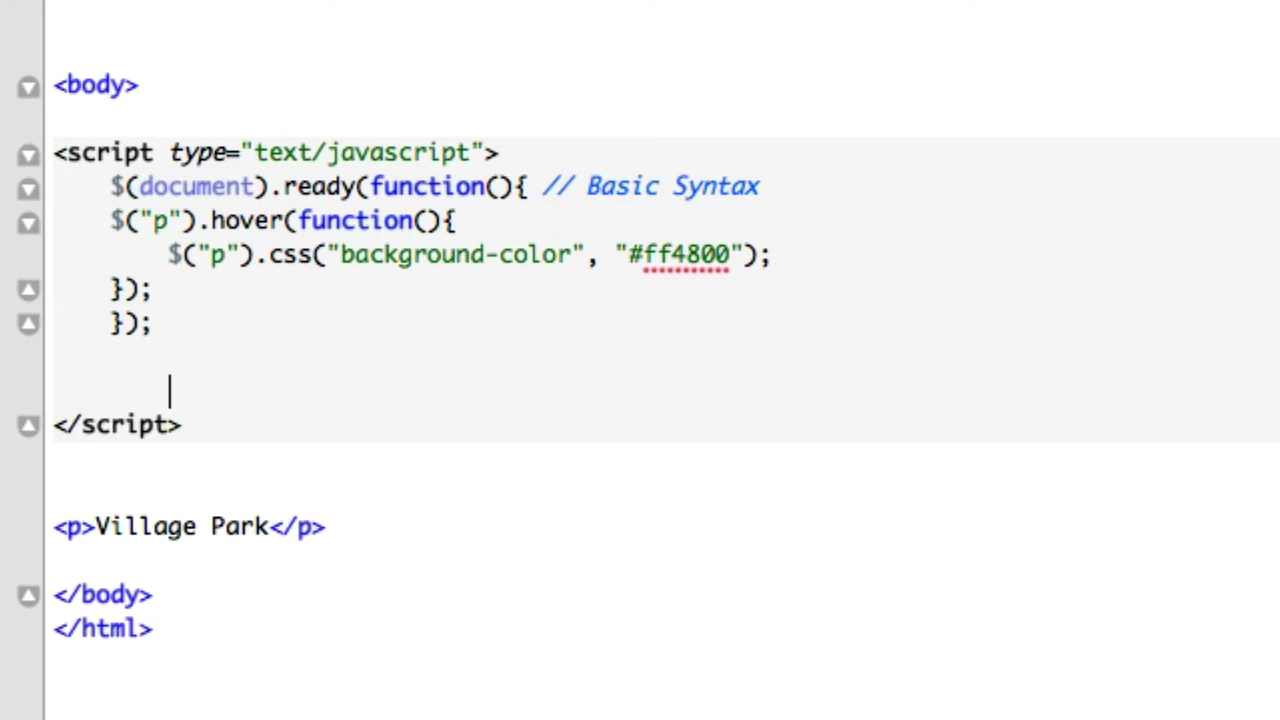 <body>
<script type="text/javascript">
$(document).ready(function(){ // Basic Syntax
$("p").hover(function(){
$("p").css("background-color", "#ff4800");
});
});
</script>
<p>Village Park</p>
</body>
</html>